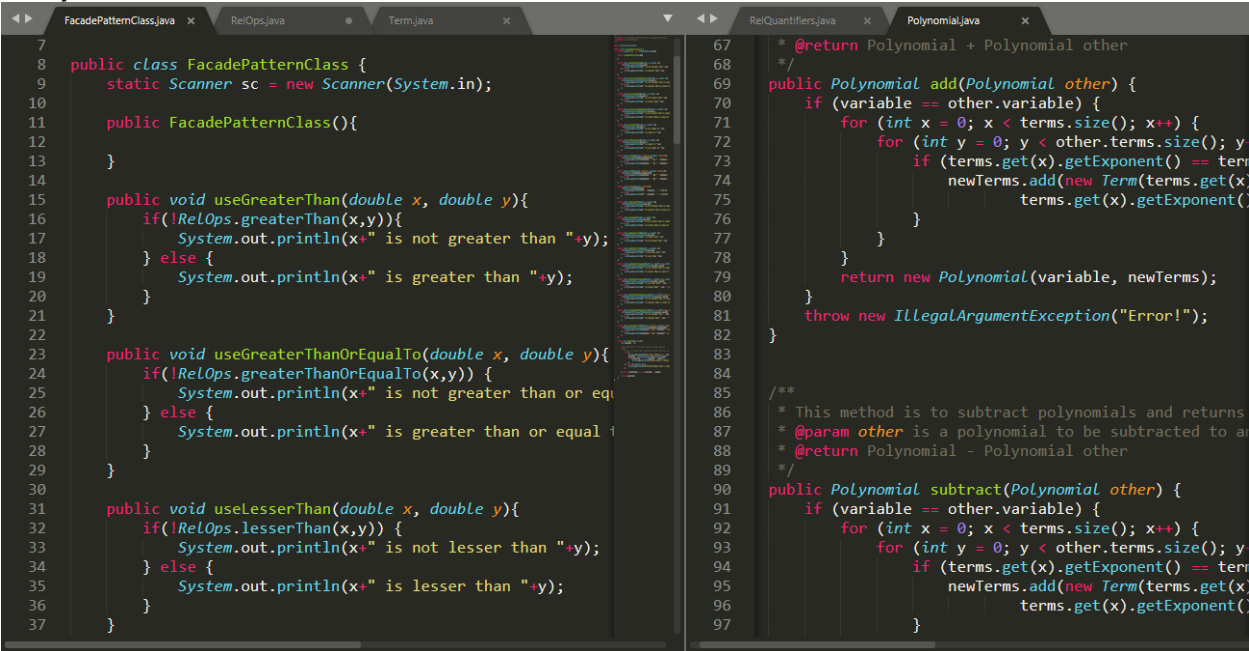 FacadePatternClass.java × RelOps.java Term.java ×
7
8 public class FacadePatternClass {
9 static Scanner sc = new Scanner(System.in);
10
11 public FacadePatternClass(){
12
13 }
14
15 public void useGreaterThan(double x, double y){
16 if(!RelOps.greaterThan(x,y)){
17 System.out.println(x+" is not greater than "+y);
18 } else {
19 System.out.println(x+" is greater than "+y);
20 }
21 }
22
23 public void useGreaterThanOrEqualTo(double x, double y){
24 if(!RelOps.greaterThanOrEqualTo(x,y)) {
25 System.out.println(x+" is not greater than or equ
26 } else {
27 System.out.println(x+" is greater than or equal
28 }
29 }
30
31 public void useLesserThan(double x, double y){
32 if(!RelOps.lesserThan(x,y)) {
33 System.out.println(x+" is not lesser than "+y);
34 } else {
35 System.out.println(x+" is lesser than "+y);
36 }
37 }
RelQuantifiers.java × Polynomial.java ×
67 * @return Polynomial + Polynomial other
68 */
69 public Polynomial add(Polynomial other) {
70 if (variable == other.variable) {
71 for (int x = 0; x < terms.size(); x++) {
72 for (int y = 0; y < other.terms.size(); y
73 if (terms.get(x).getExponent() == ter
74 newTerms.add(new Term(terms.get(x)
75 terms.get(x).getExponent()
76 }
77 }
78 }
79 return new Polynomial(variable, newTerms);
80 }
81 throw new IllegalArgumentException("Error!");
82 }
83
84
85 /**
86 * This method is to subtract polynomials and returns
87 * @param other is a polynomial to be subtracted to
88 * @return Polynomial - Polynomial other
89 */
90 public Polynomial subtract(Polynomial other) {
91 if (variable == other.variable) {
92 for (int x = 0; x < terms.size(); x++) {
93 for (int y = 0; y < other.terms.size(); y
94 if (terms.get(x).getExponent() == ter
95 newTerms.add(new Term(terms.get(x)
96 terms.get(x).getExponent()
97 }